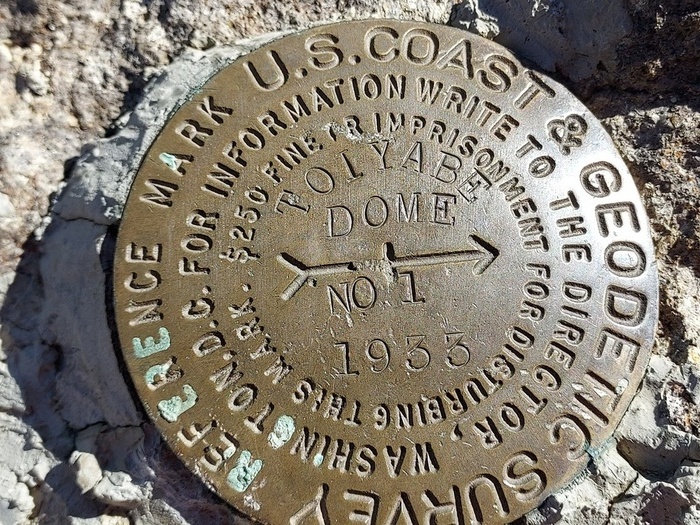 U.S. COAST & GEODETIC SURVEY
REFERENCE MARK
FOR INFORMATION WRITE TO THE DIRECTOR, WASHINGTON, D.C.
$250 FINE OR IMPRISONMENT FOR DISTURBING THIS MARK.
TOIYABE
DOME
NO. 1
1933